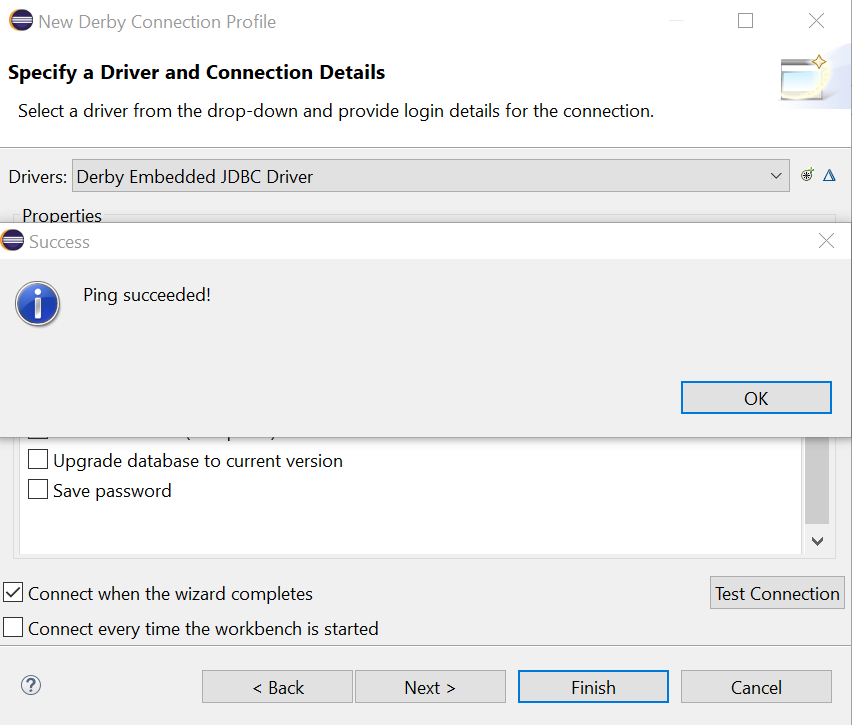 New Derby Connection Profile
Specify a Driver and Connection Details
Select a driver from the drop-down and provide login details for the connection.
Drivers: Derby Embedded JDBC Driver
Properties
Success
Ping succeeded!
OK
Upgrade database to current version
Save password
Connect when the wizard completes
Test Connection
Connect every time the workbench is started
< Back
Next >
Finish
Cancel